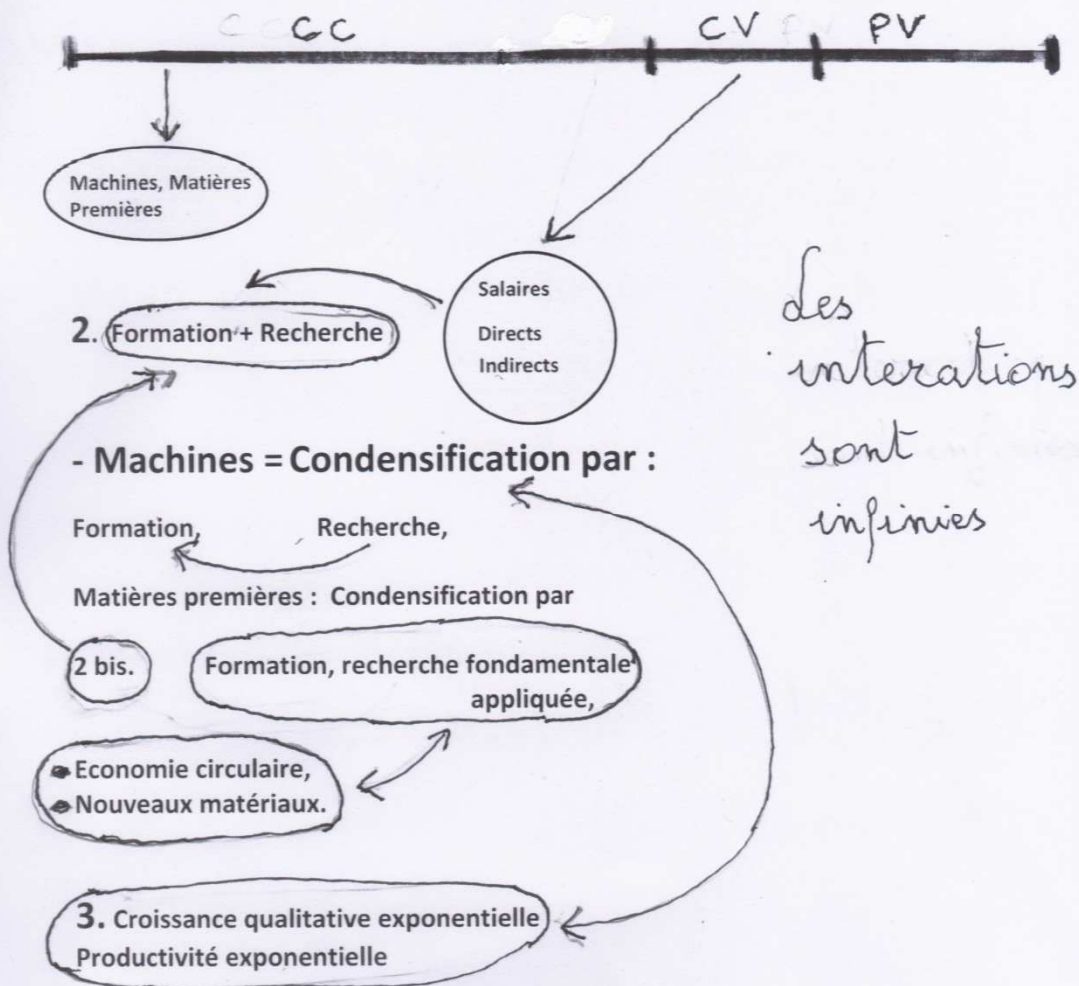 CC CV PV
Machines, Matières
Premières
Salaires
Directs
Indirects
2. Formation + Recherche
des
interations
sont
infinies
- Machines = Condensification par :
Formation, Recherche,
Matières premières : Condensification par
2 bis. Formation, recherche fondamentale
appliquée,
Economie circulaire,
Nouveaux matériaux.
3. Croissance qualitative exponentielle
Productivité exponentielle